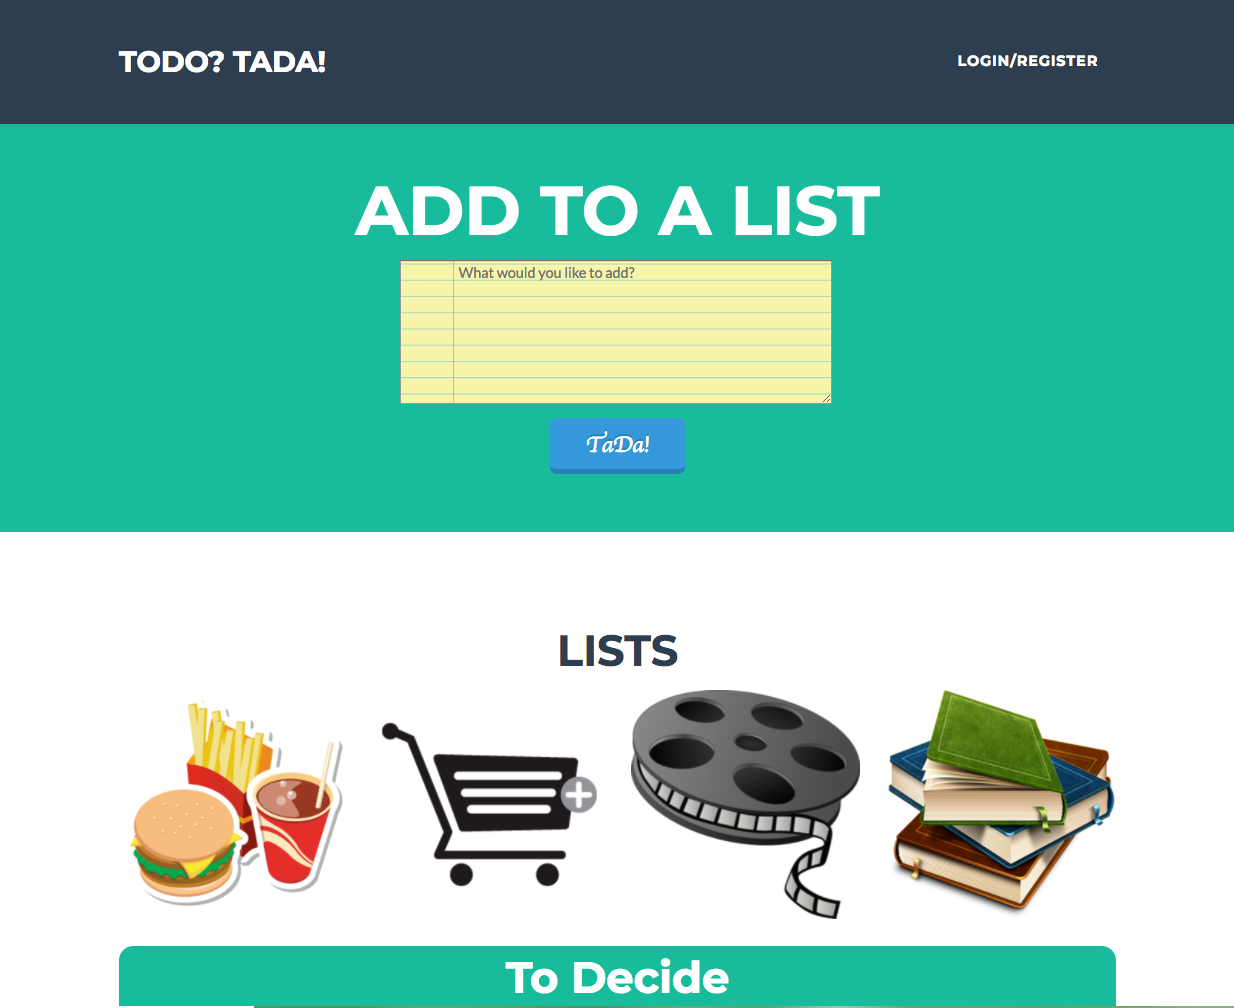 TODO? TADA!
LOGIN/REGISTER
ADD TO A LIST
What would you like to add?
TaDa!
LISTS
To Decide